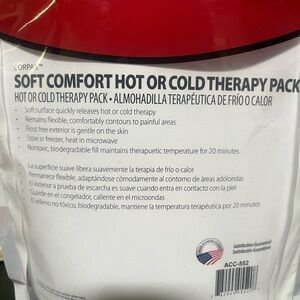 CORPAK™
SOFT COMFORT HOT OR COLD THERAPY PACK
HOT OR COLD THERAPY PACK • ALMOHADILLA TERAPÉUTICA DE FRÍO O CALOR
- Soft surface quickly releases hot or cold therapy
- Remains flexible, comfortably contours to painful areas
- Frost free exterior is gentle on the skin
- Store in freezer, heat in microwave
- Nontoxic, biodegradable fill maintains therapeutic temperature for 20 minutes
- La superficie suave libera suavemente la terapia de frío o calor
- Permanece flexible, adaptándose cómodamente al contorno de áreas adoloridas
- El exterior a prueba de escarcha es suave cuando entra en contacto con la piel
- Guarde en el congelador, caliente en el microondas
- El relleno no tóxico, biodegradable, mantiene la temperatura terapéutica por 20 minutos
Satisfaction Guaranteed
Satisfacción Garantizada
ACC-552